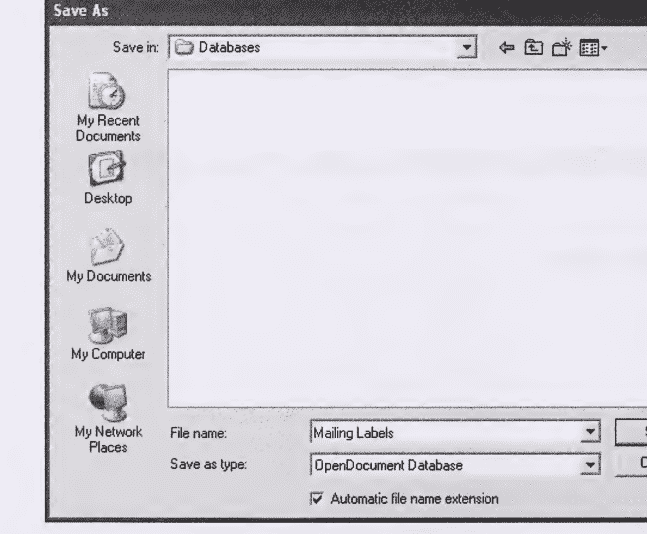 Save As
Save in: Databases
My Recent
Documents
Desktop
My Documents
My Computer
My Network
Places
File name: Mailing Labels
Save as type: OpenDocument Database
Automatic file name extension